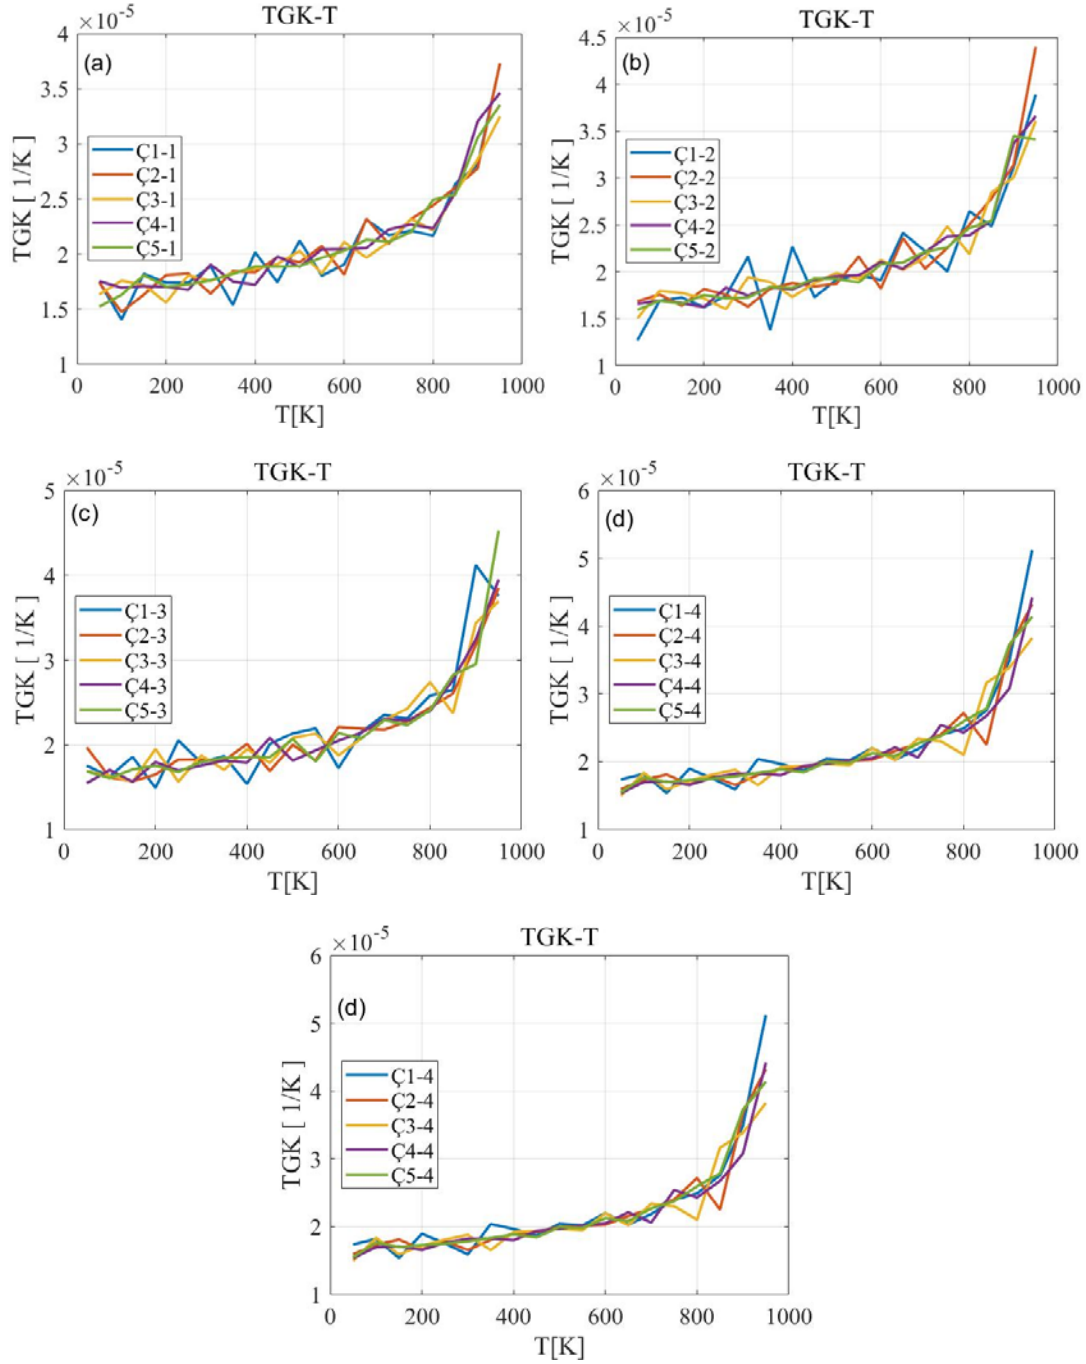 TGK-T
×10-5
(a)
4
3.5
3
2.5
2
1.5
1
TGK [ 1/K ]
Ç1-1
Ç2-1
Ç3-1
Ç4-1
Ç5-1
0 200 400 600 800 1000
T[K]
TGK-T
×10-5
(b)
4.5
4
3.5
3
2.5
2
1.5
1
TGK [ 1/K ]
Ç1-2
Ç2-2
Ç3-2
Ç4-2
Ç5-2
0 200 400 600 800 1000
T[K]
TGK-T
×10-5
(c)
5
4
3
2
1
TGK [ 1/K ]
Ç1-3
Ç2-3
Ç3-3
Ç4-3
Ç5-3
0 200 400 600 800 1000
T[K]
TGK-T
×10-5
(d)
6
5
4
3
2
1
TGK [ 1/K ]
Ç1-4
Ç2-4
Ç3-4
Ç4-4
Ç5-4
0 200 400 600 800 1000
T[K]
TGK-T
×10-5
(d)
6
5
4
3
2
1
TGK [ 1/K ]
Ç1-4
Ç2-4
Ç3-4
Ç4-4
Ç5-4
0 200 400 600 800 1000
T[K]